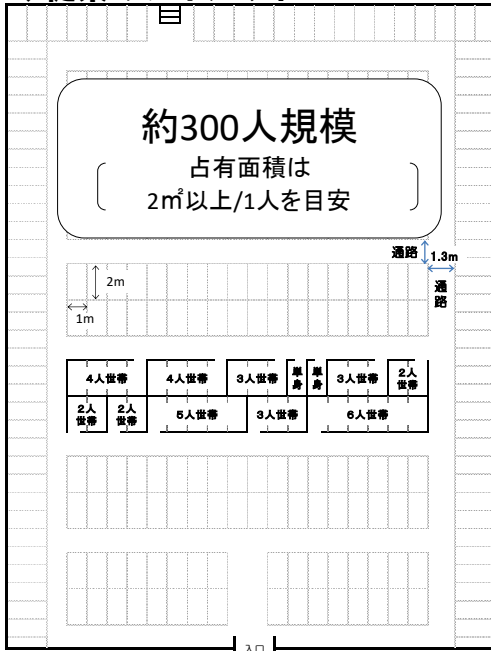 約300人規模
占有面積は
2㎡以上/1人を目安
通路
1.3m
通路
2m
1m
4人世帯
4人世帯
3人世帯
単身
単身
3人世帯
2人
世帯
2人
世帯
2人
世帯
5人世帯
3人世帯
6人世帯
入口